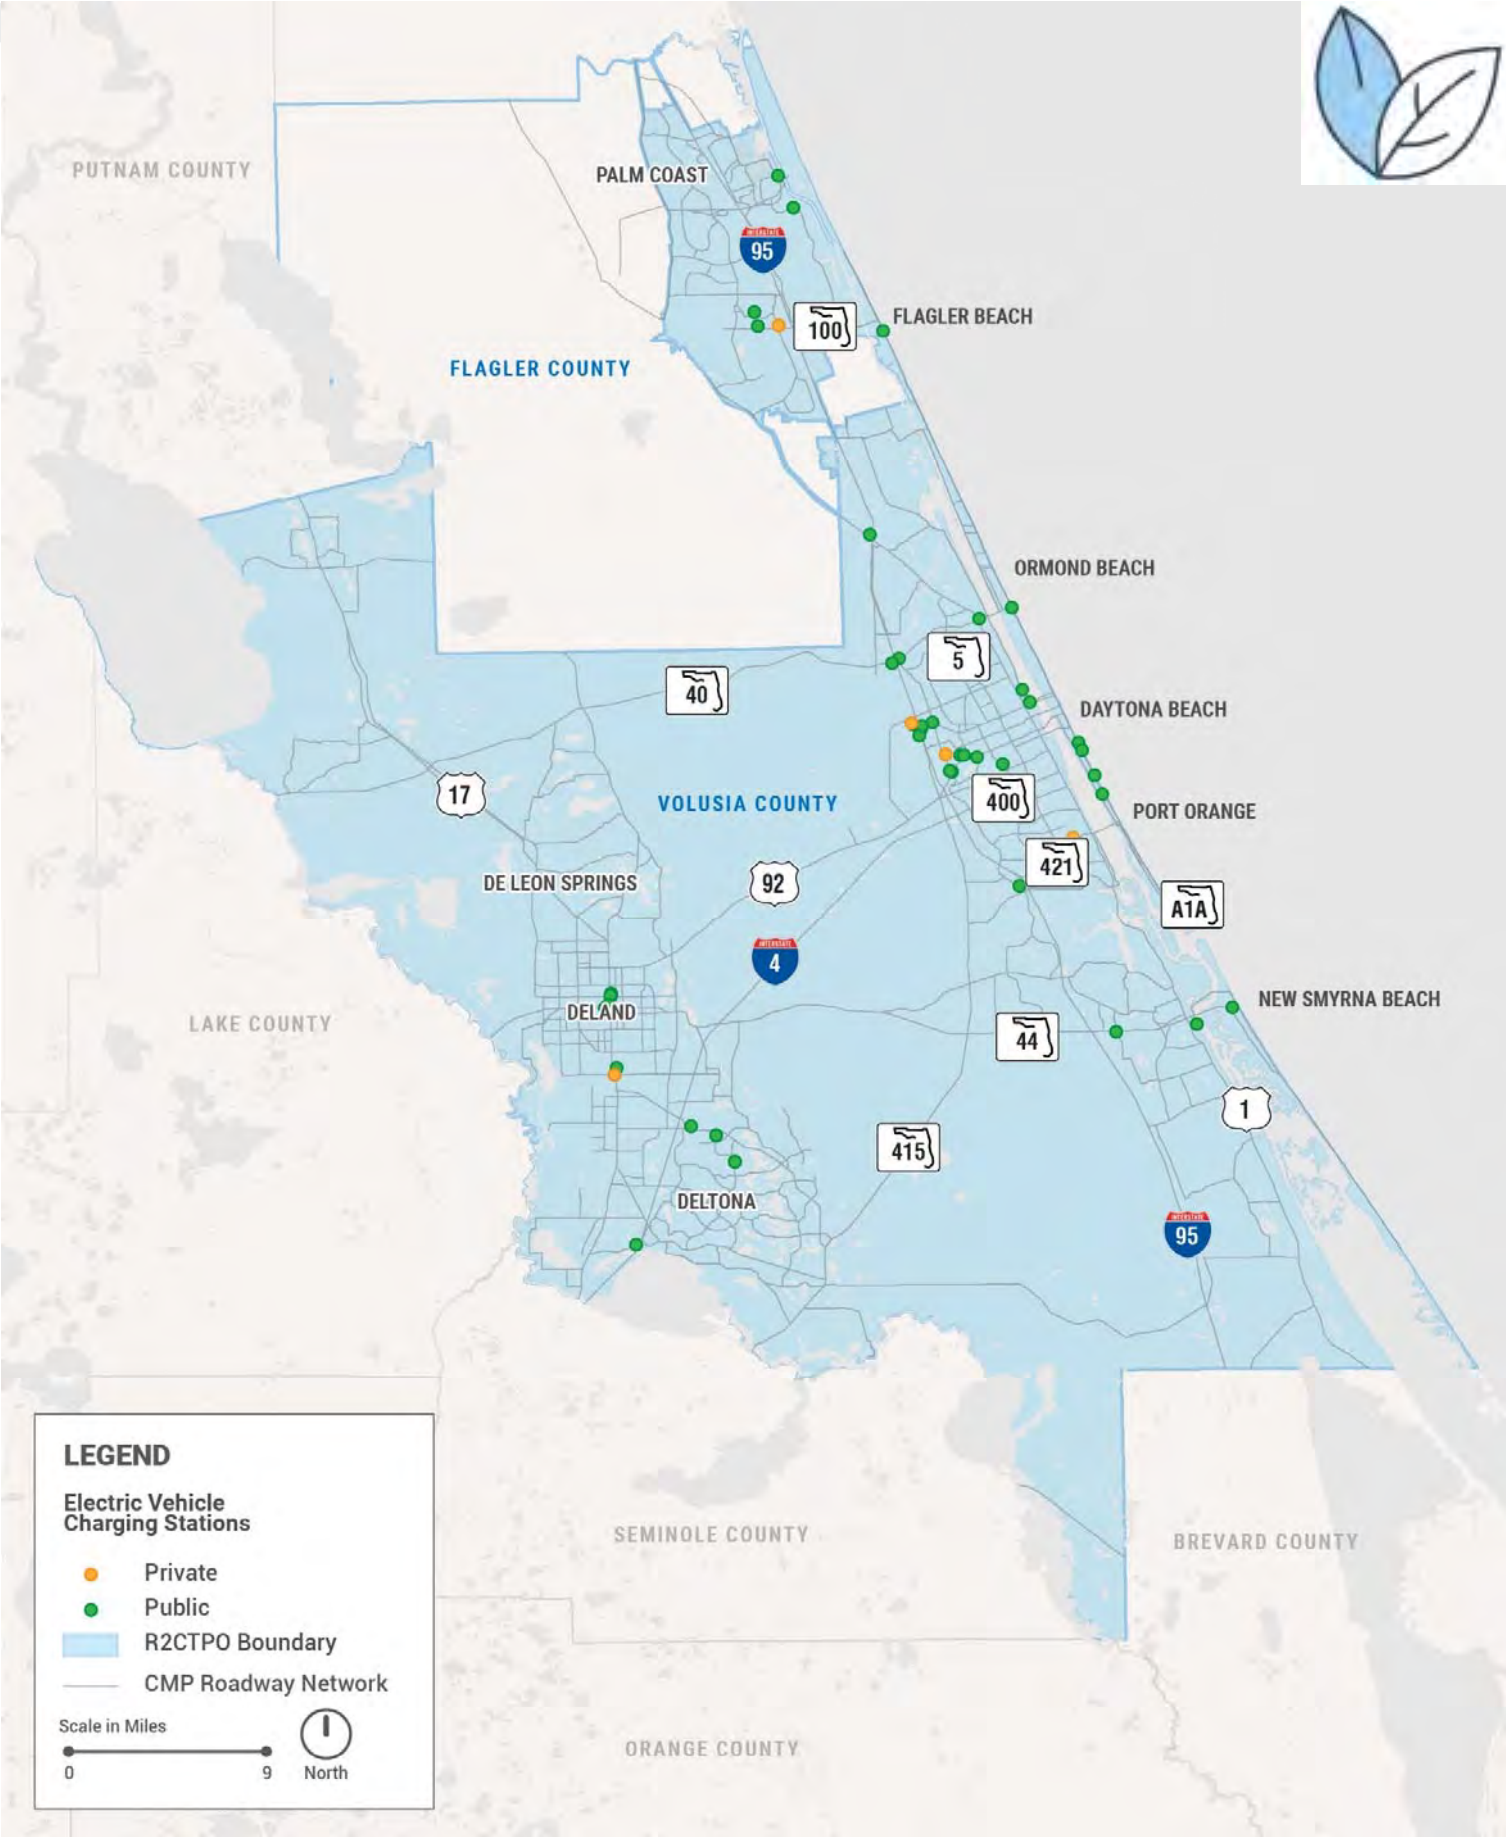 PUTNAM COUNTY
PALM COAST
INTERSTATE
95
100
FLAGLER BEACH
FLAGLER COUNTY
ORMOND BEACH
5
40
DAYTONA BEACH
17
VOLUSIA COUNTY
400
PORT ORANGE
421
DE LEON SPRINGS
92
A1A
INTERSTATE
4
NEW SMYRNA BEACH
DELAND
LAKE COUNTY
44
1
415
DELTONA
INTERSTATE
95
LEGEND
Electric Vehicle
Charging Stations
Private
Public
R2CTPO Boundary
CMP Roadway Network
Scale in Miles
0 9 North
SEMINOLE COUNTY
BREVARD COUNTY
ORANGE COUNTY